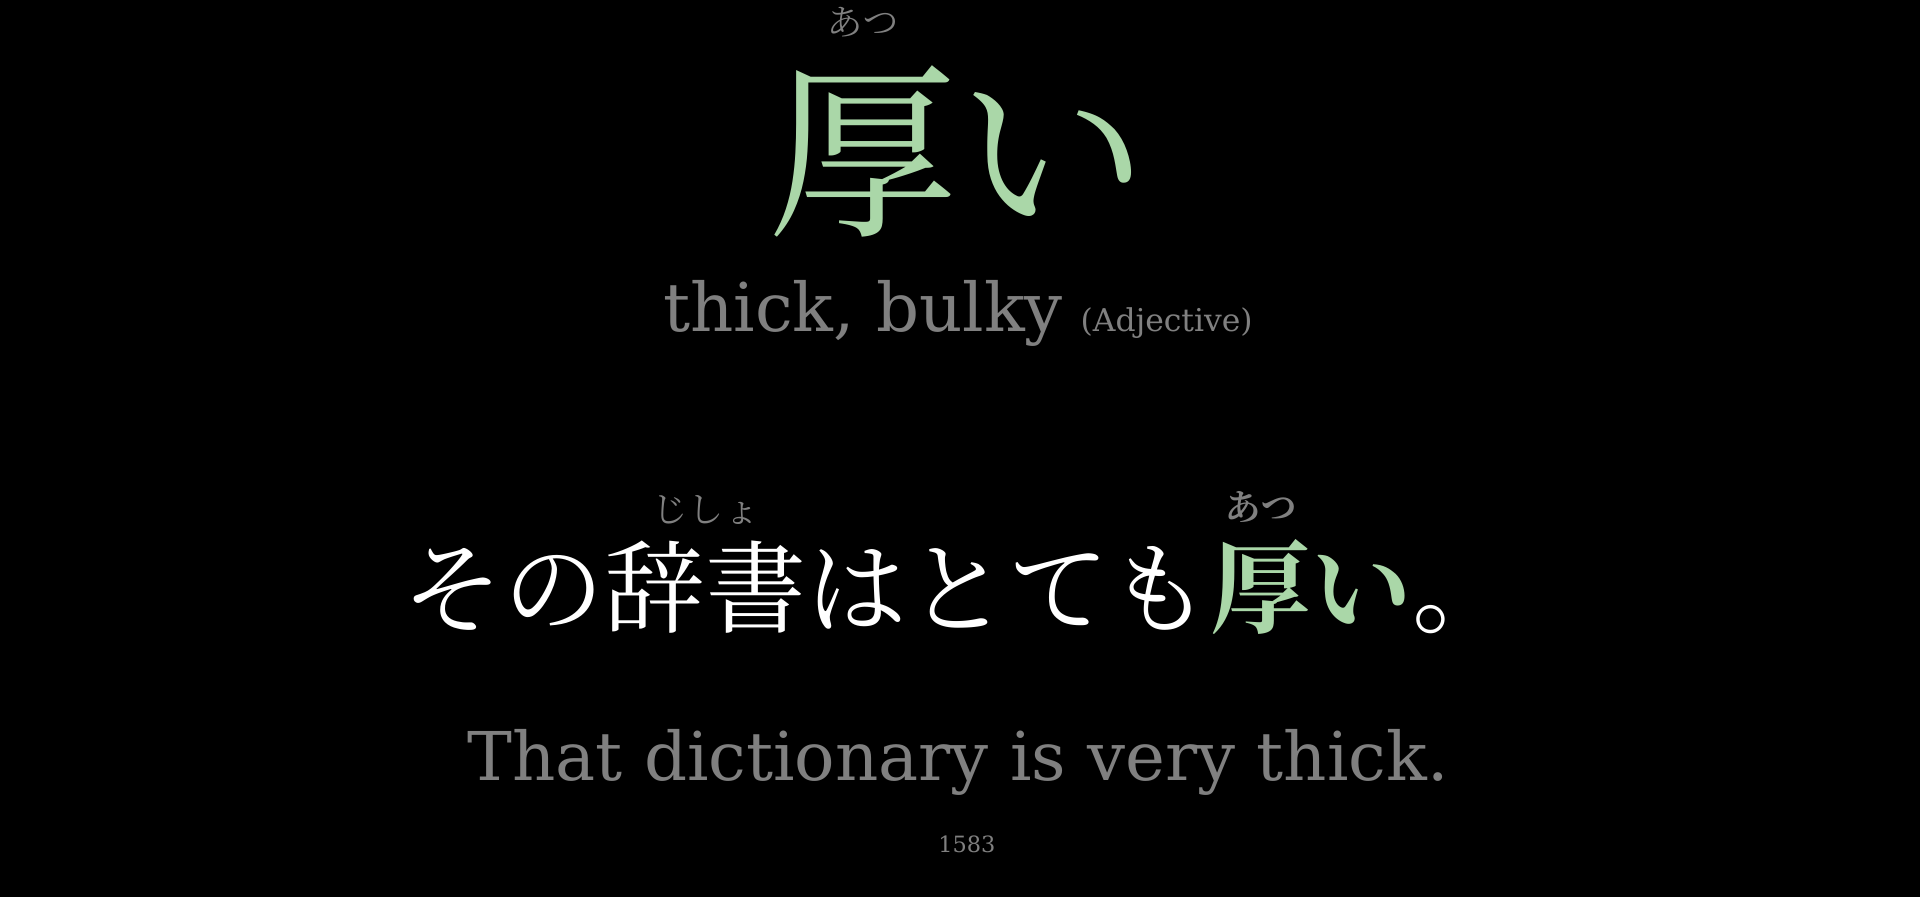 あつ
厚い
thick, bulky (Adjective)
じしょ あつ
その辞書はとても厚い。
That dictionary is very thick.
1583